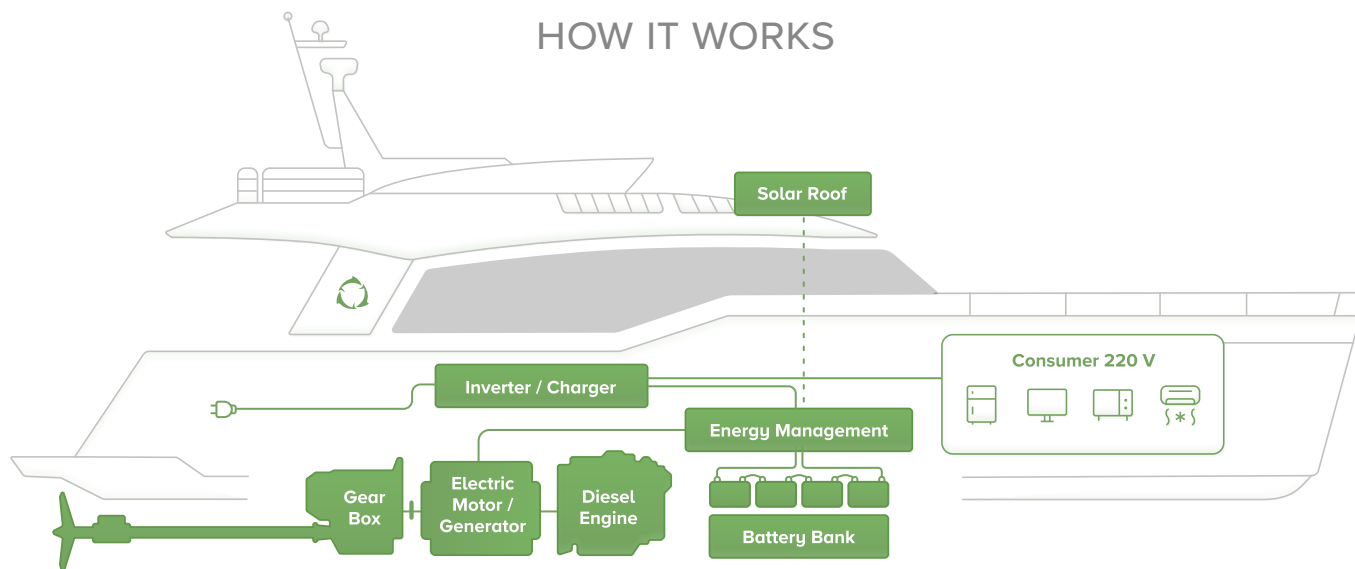 HOW IT WORKS
Solar Roof
Consumer 220 V
Inverter / Charger
Energy Management
Gear
Box
Electric
Motor /
Generator
Diesel
Engine
Battery Bank